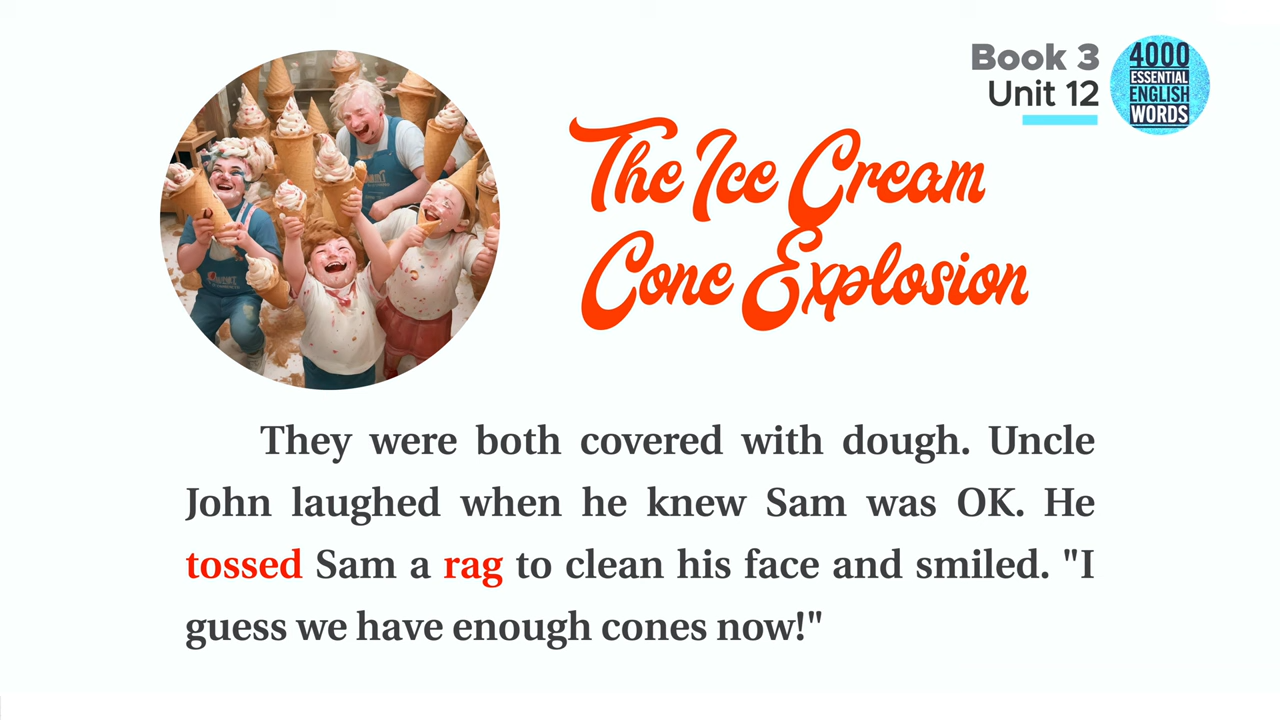 Book 3
Unit 12
4000
ESSENTIAL
ENGLISH
WORDS
The Ice Cream
Cone Explosion
They were both covered with dough. Uncle
John laughed when he knew Sam was OK. He
tossed Sam a rag to clean his face and smiled. "I
guess we have enough cones now!"